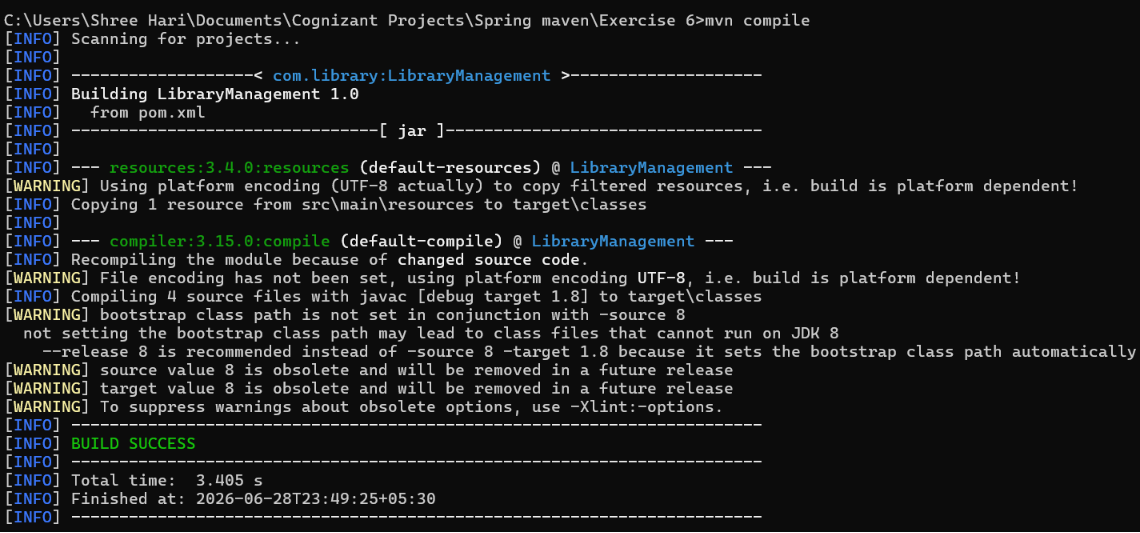 C:\Users\Shree Hari\Documents\Cognizant Projects\Spring maven\Exercise 6>mvn compile
[INFO] Scanning for projects...
[INFO]
[INFO] -------------------< com.library:LibraryManagement >--------------------
[INFO] Building LibraryManagement 1.0
[INFO]   from pom.xml
[INFO] --------------------------------[ jar ]---------------------------------
[INFO]
[INFO] --- resources:3.4.0:resources (default-resources) @ LibraryManagement ---
[WARNING] Using platform encoding (UTF-8 actually) to copy filtered resources, i.e. build is platform dependent!
[INFO] Copying 1 resource from src\main\resources to target\classes
[INFO]
[INFO] --- compiler:3.15.0:compile (default-compile) @ LibraryManagement ---
[INFO] Recompiling the module because of changed source code.
[WARNING] File encoding has not been set, using platform encoding UTF-8, i.e. build is platform dependent!
[INFO] Compiling 4 source files with javac [debug target 1.8] to target\classes
[WARNING] bootstrap class path is not set in conjunction with -source 8
  not setting the bootstrap class path may lead to class files that cannot run on JDK 8
    --release 8 is recommended instead of -source 8 -target 1.8 because it sets the bootstrap class path automatically
[WARNING] source value 8 is obsolete and will be removed in a future release
[WARNING] target value 8 is obsolete and will be removed in a future release
[WARNING] To suppress warnings about obsolete options, use -Xlint:-options.
[INFO] ------------------------------------------------------------------------
[INFO] BUILD SUCCESS
[INFO] ------------------------------------------------------------------------
[INFO] Total time:  3.405 s
[INFO] Finished at: 2026-06-28T23:49:25+05:30
[INFO] ------------------------------------------------------------------------